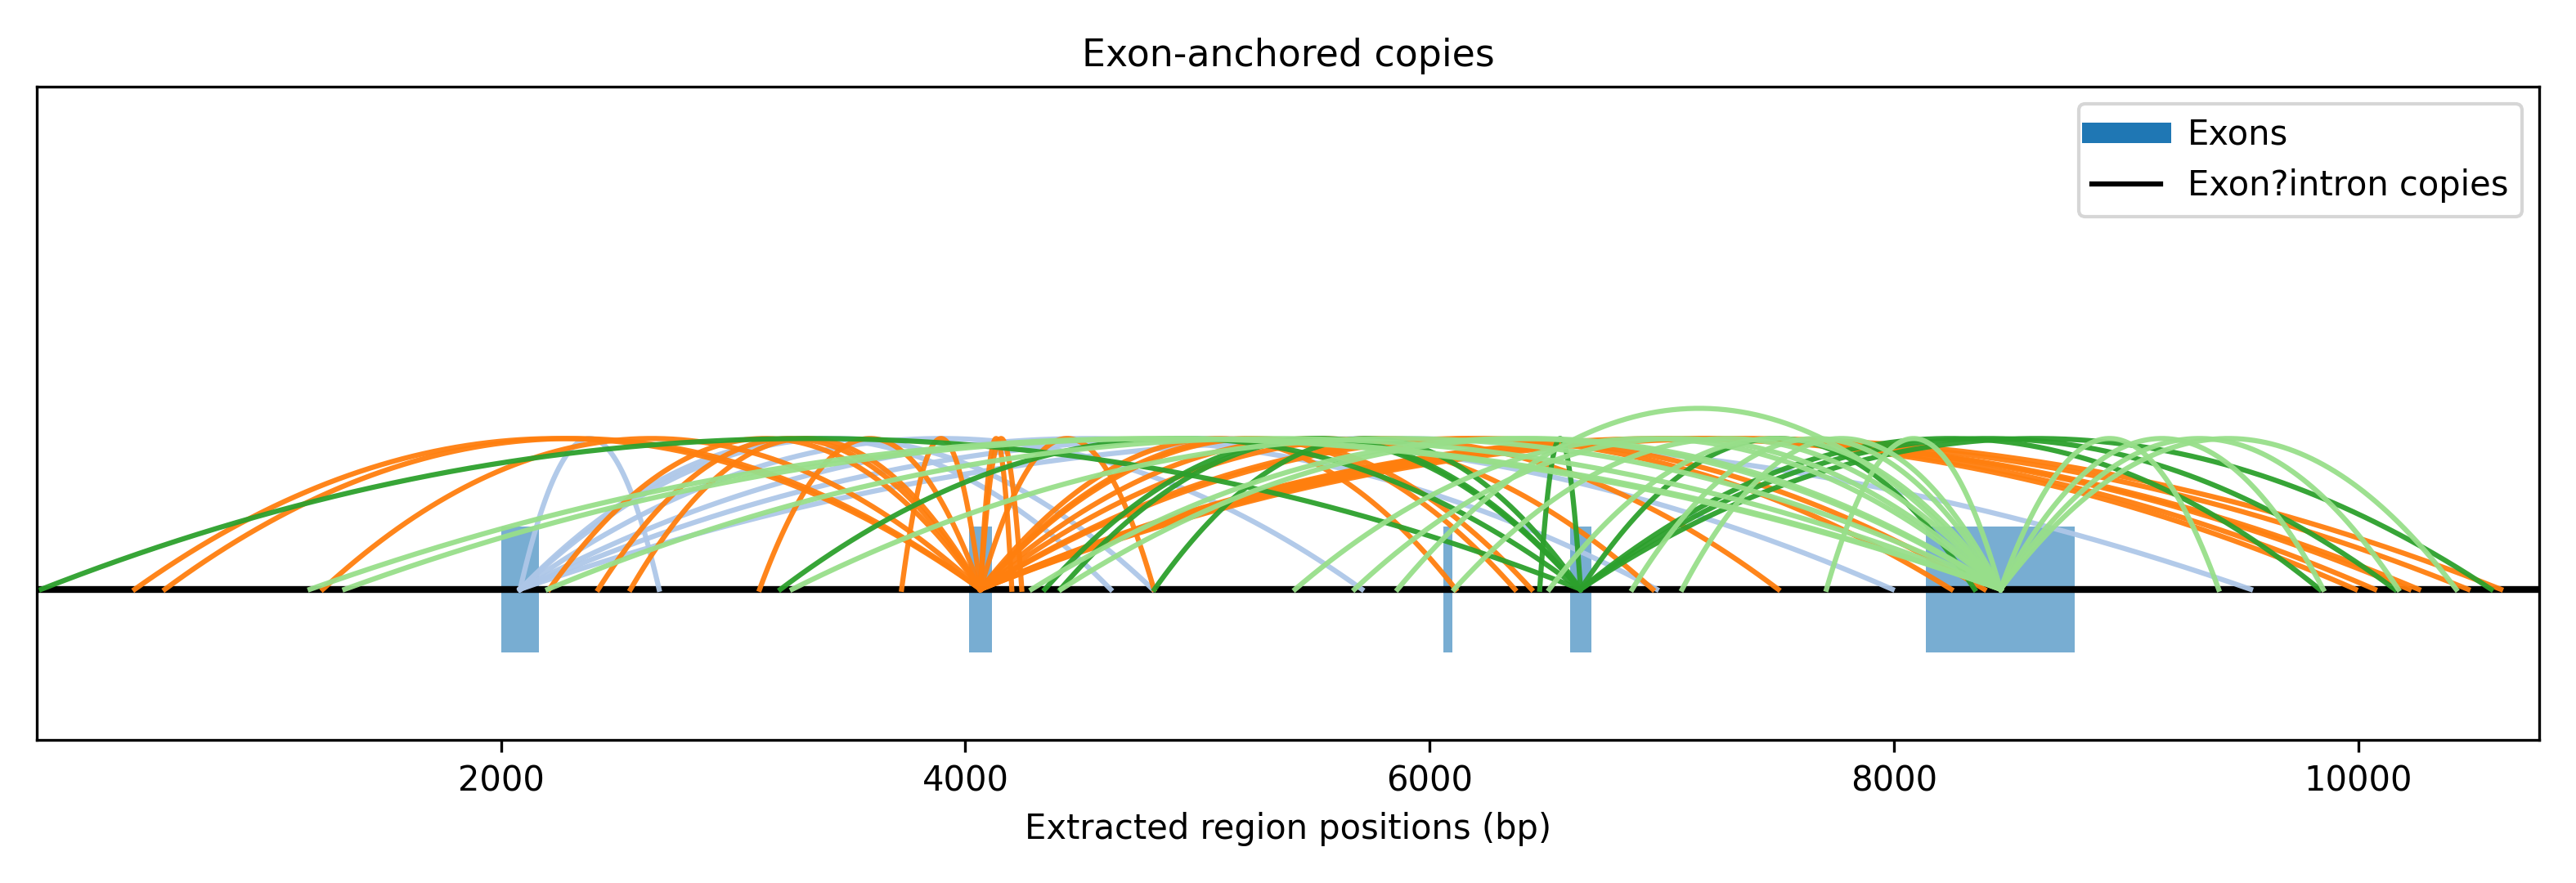 Exon-anchored copies
Exons
Exon?intron copies
2000 4000 6000 8000 10000
Extracted region positions (bp)